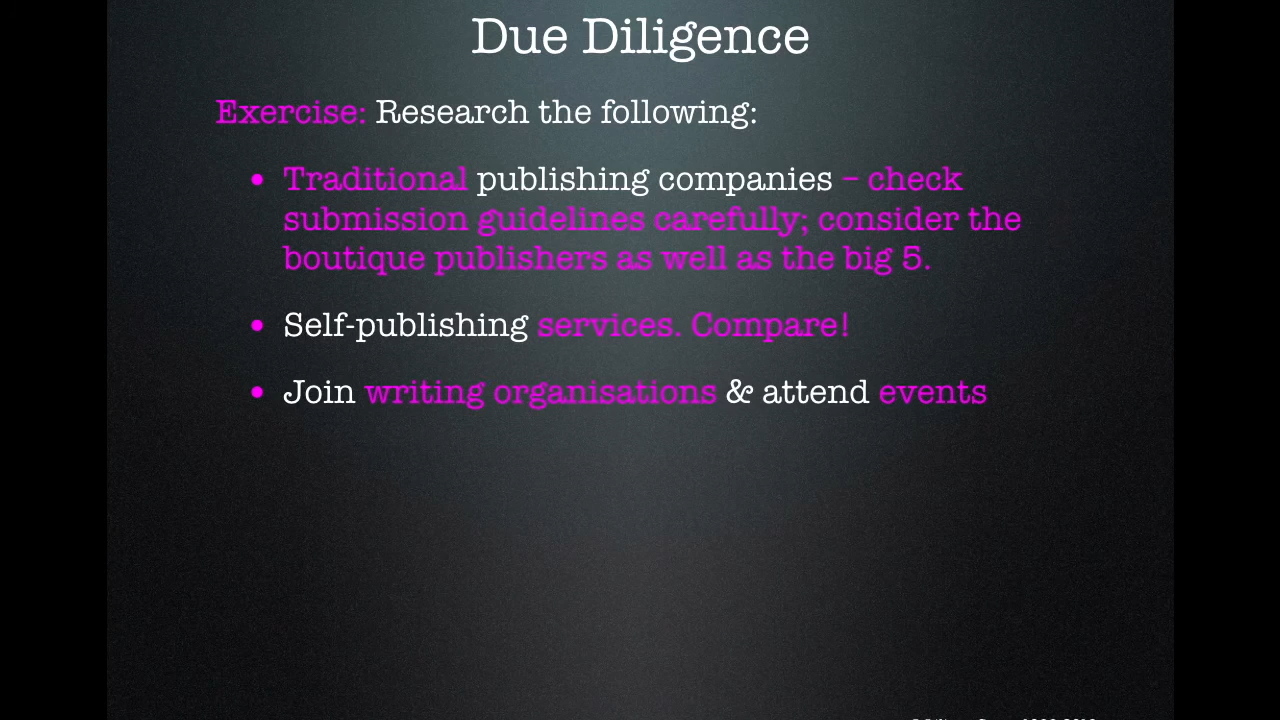 Due Diligence
Exercise: Research the following:
• Traditional publishing companies – check
submission guidelines carefully; consider the
boutique publishers as well as the big 5.
• Self-publishing services. Compare!
• Join writing organisations & attend events